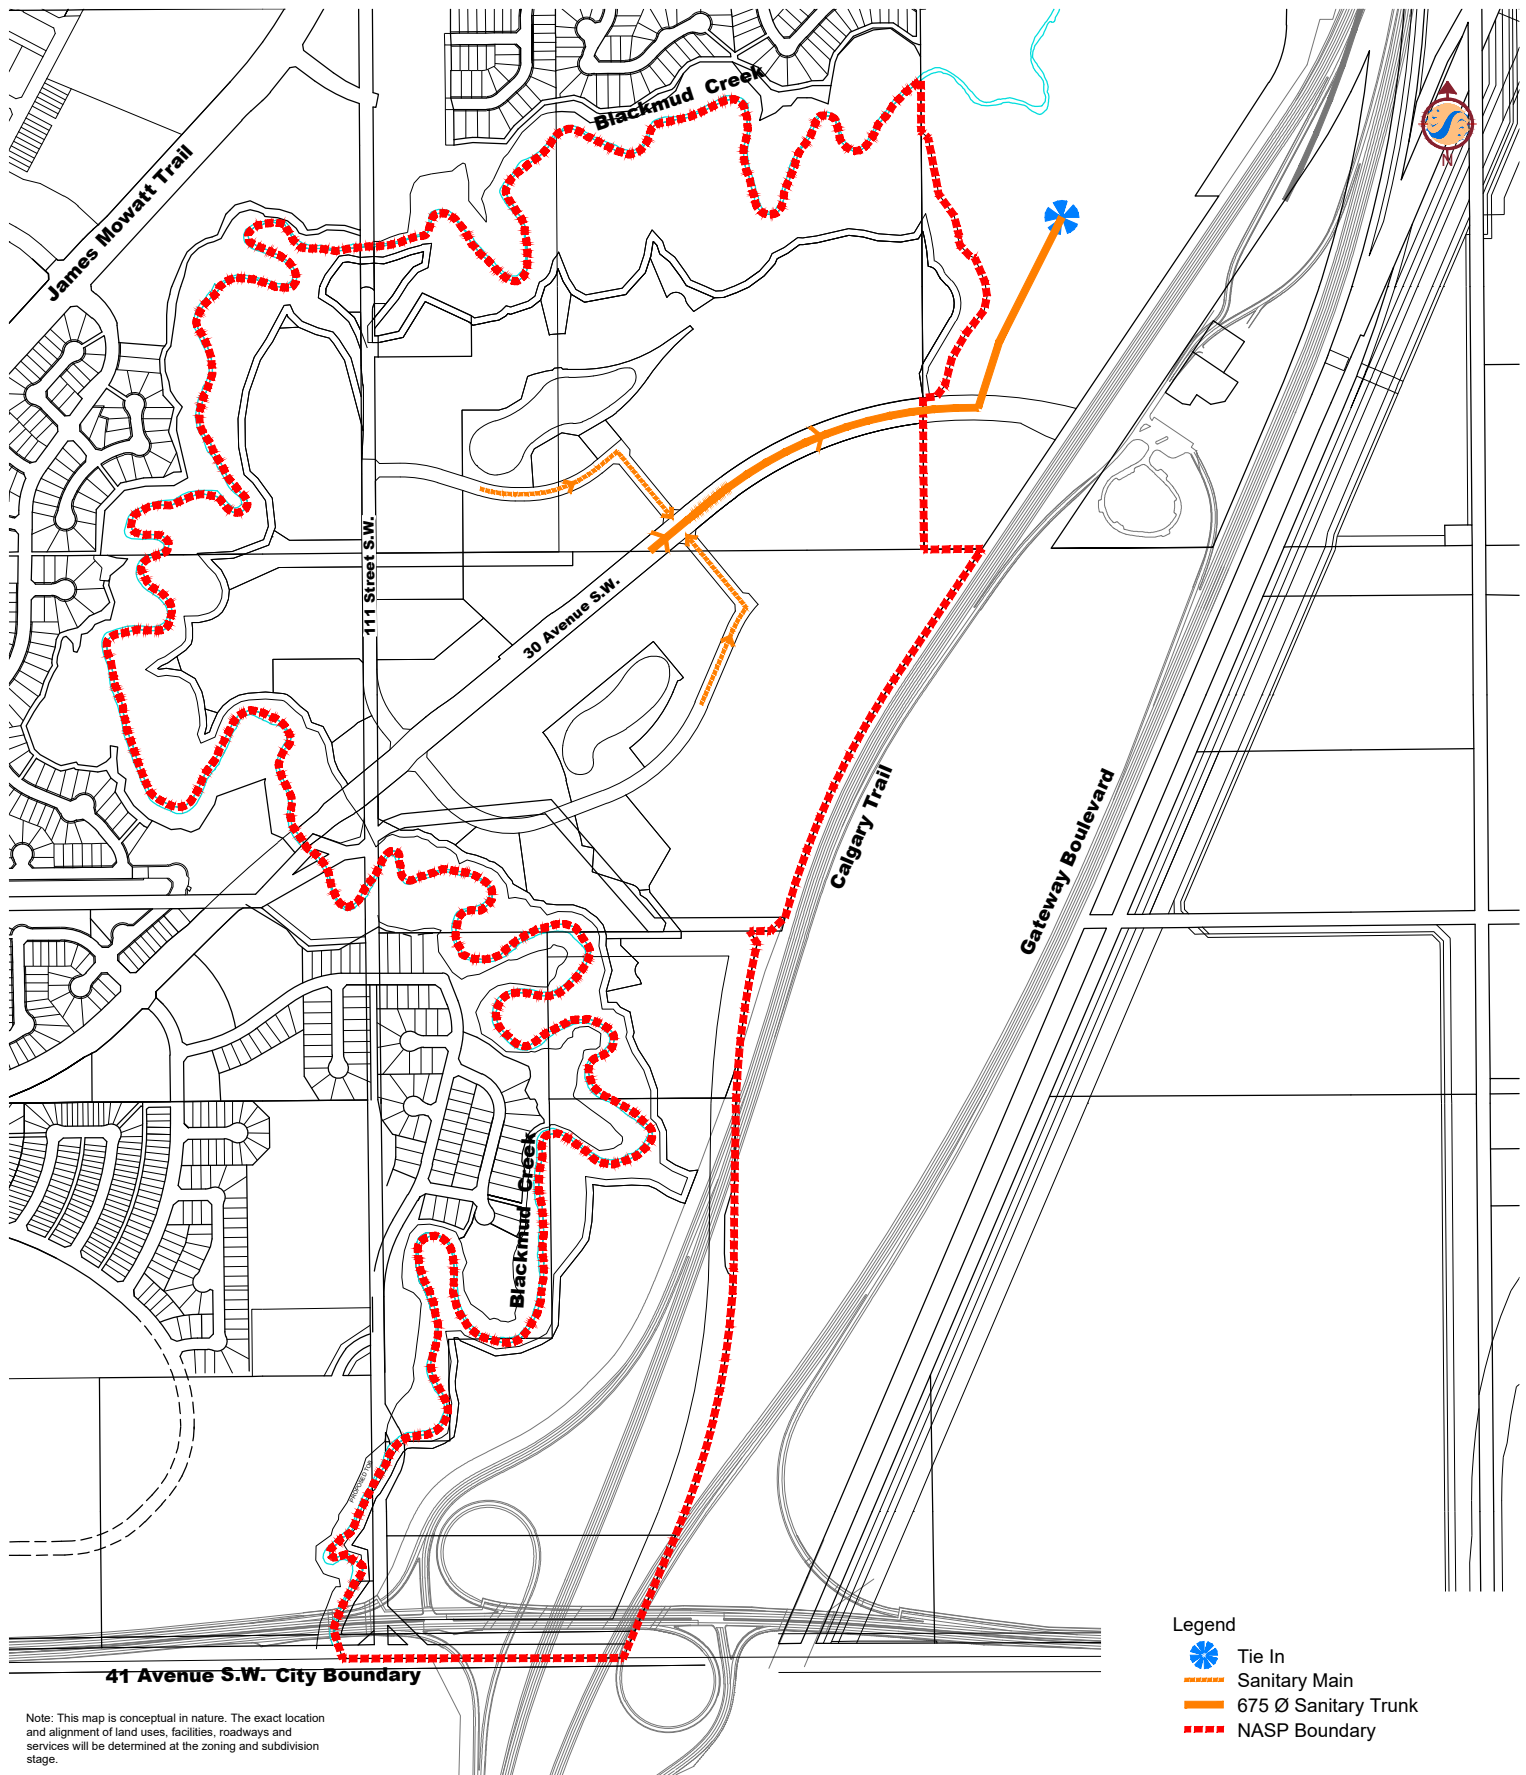 Blackmud Creek
James Mowatt Trail
N
111 Street S.W.
30 Avenue S.W.
Calgary Trail
Gateway Boulevard
Blackmud Creek
PROPOSED TOB
41 Avenue S.W. City Boundary
Legend
Tie In
Sanitary Main
675 Ø Sanitary Trunk
NASP Boundary
Note: This map is conceptual in nature. The exact location
and alignment of land uses, facilities, roadways and
services will be determined at the zoning and subdivision
stage.